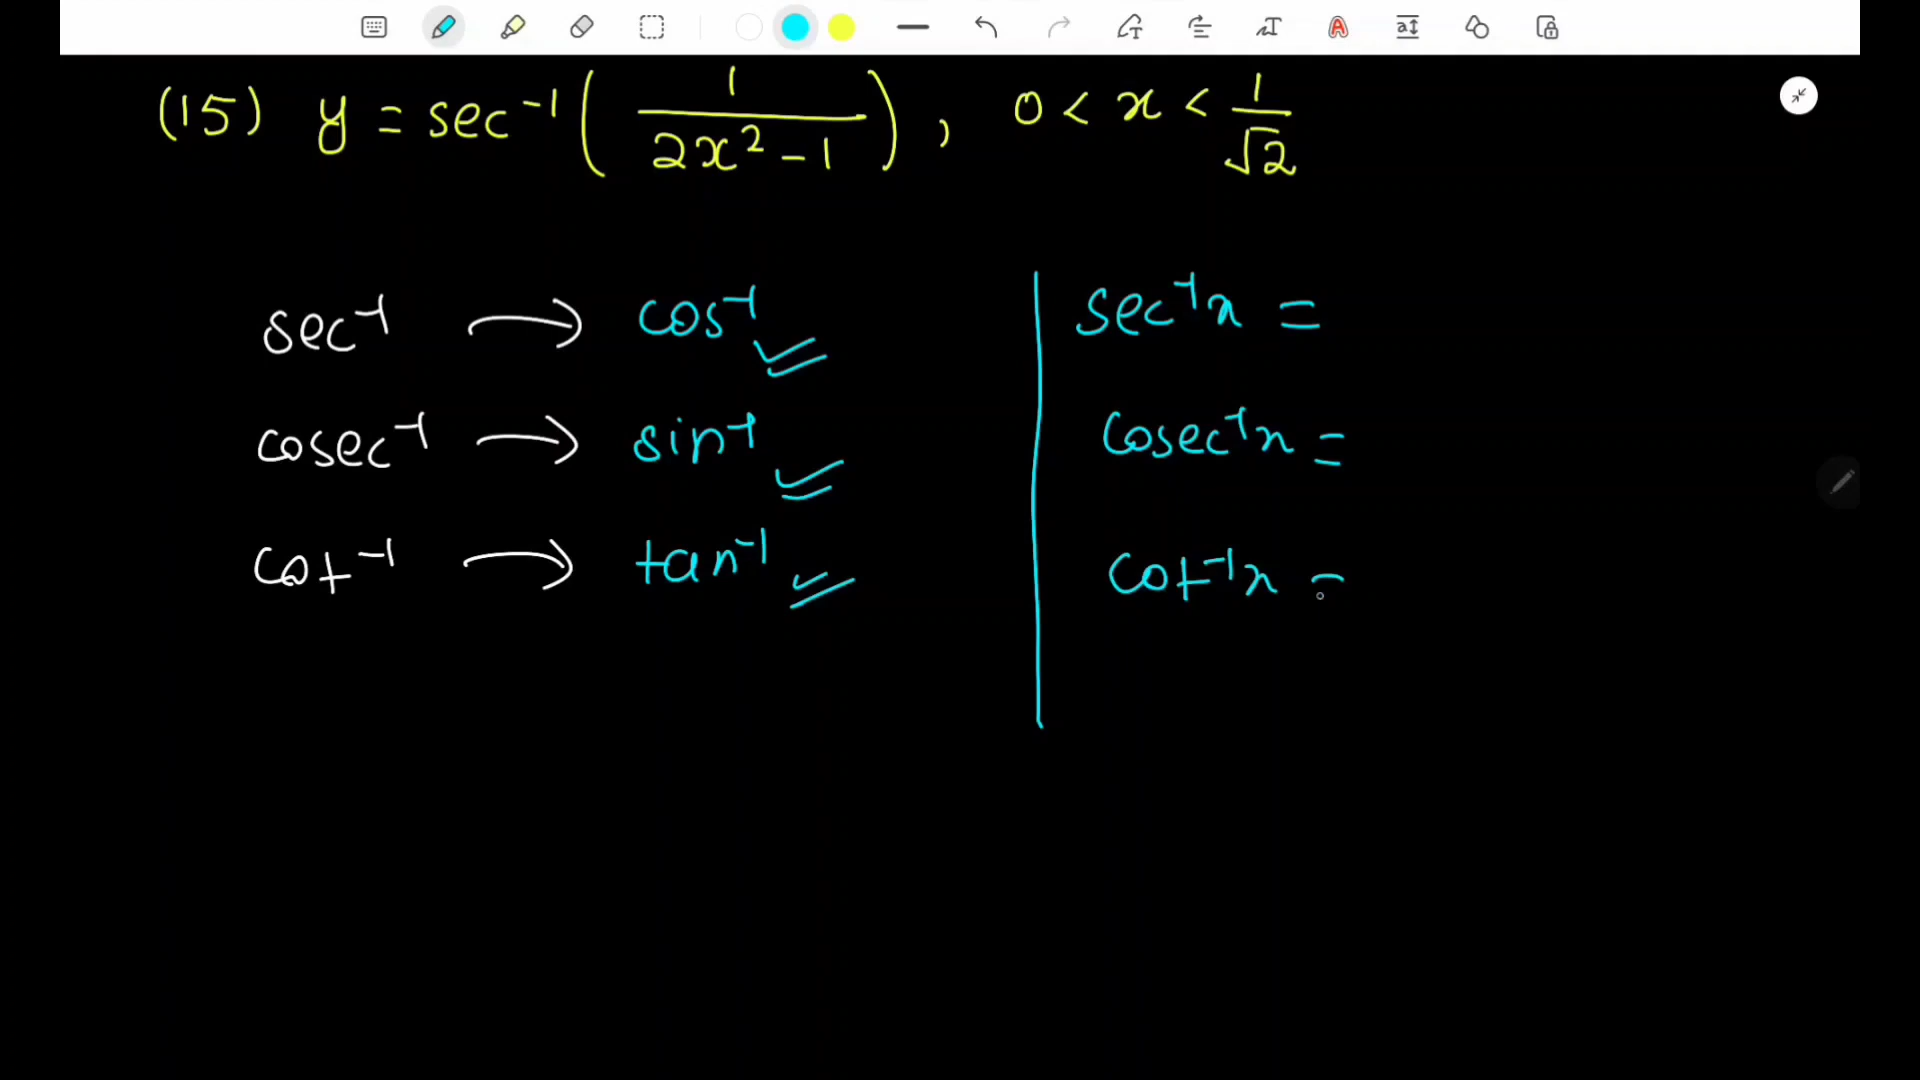 (15) y = sec⁻¹ ( 1 / 2x² - 1 ) , 0 < x < 1 / √2
sec⁻¹ → cos⁻¹
cosec⁻¹ → sin⁻¹
cot⁻¹ → tan⁻¹
sec⁻¹x =
cosec⁻¹x =
cot⁻¹x =